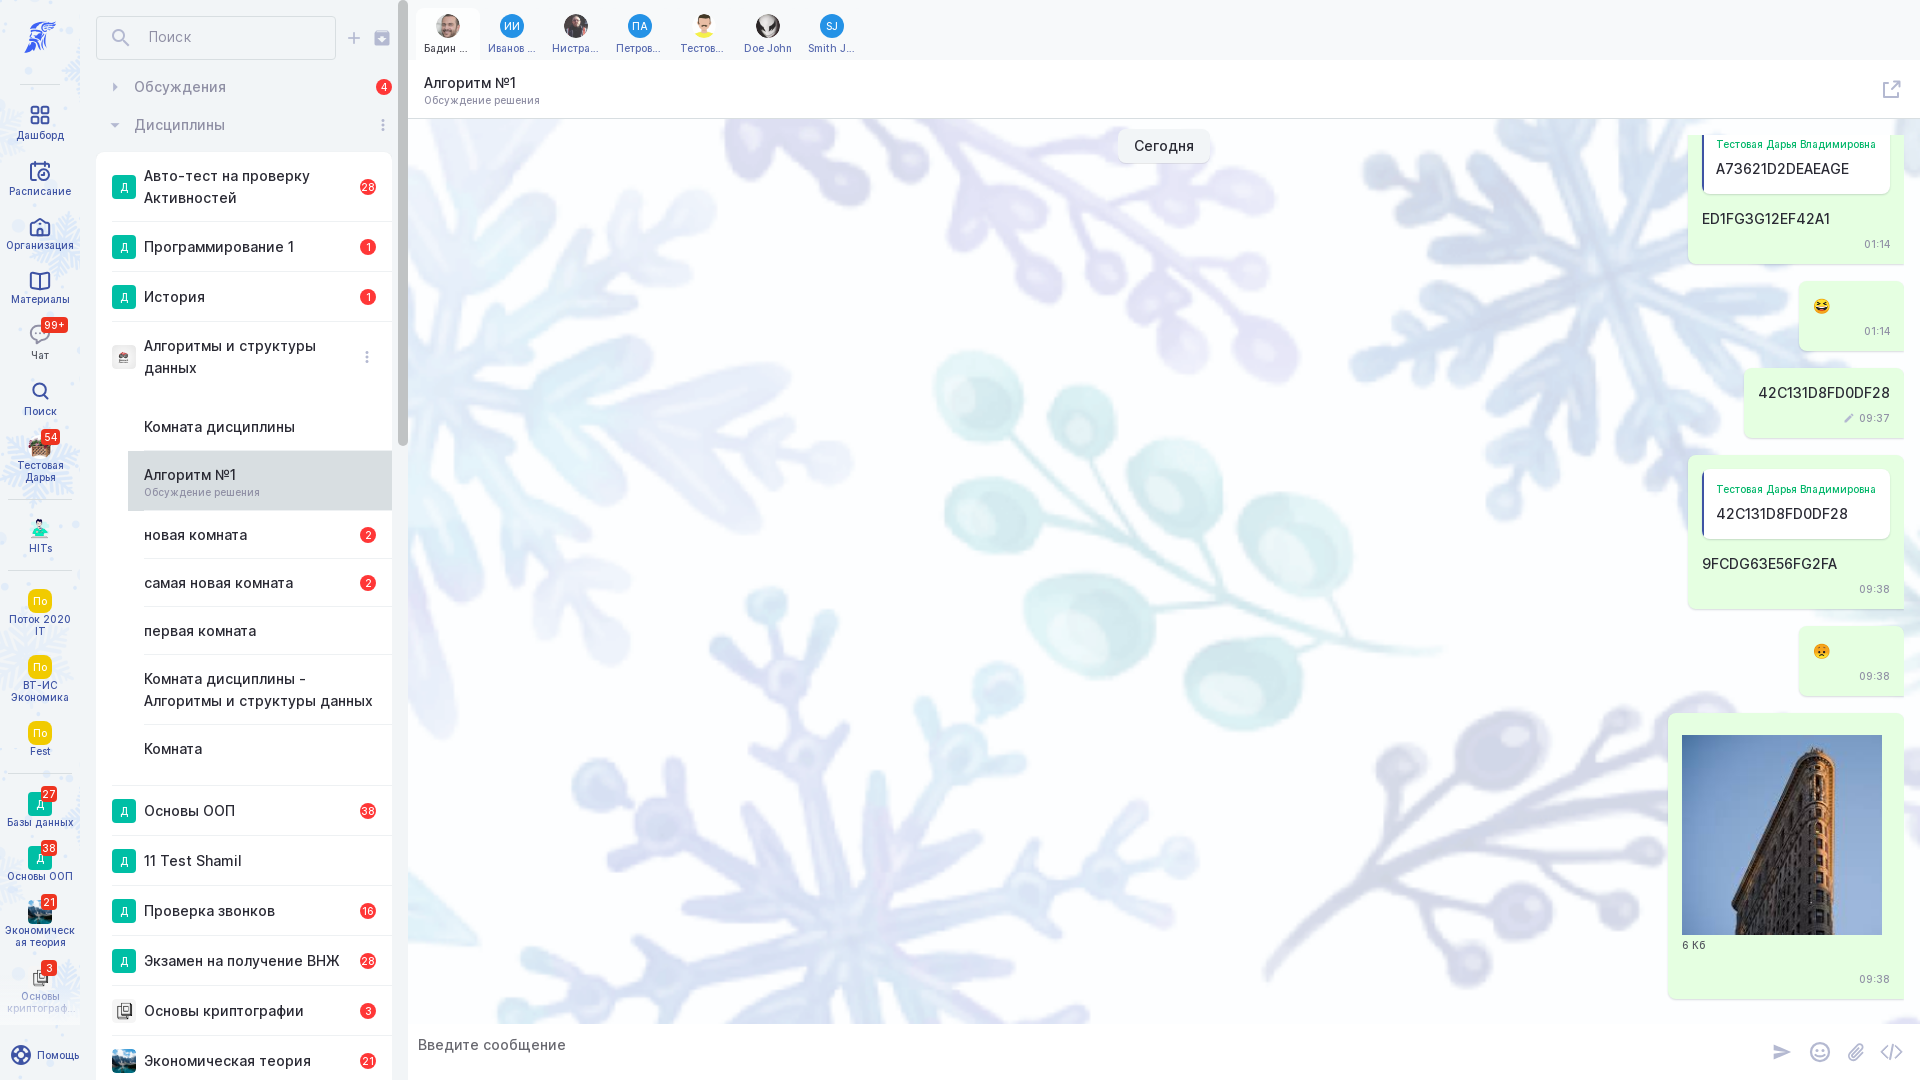 Дашборд
Расписание
Организация
Материалы
99+
Чат
Поиск
54
Тестовая
Дарья
HITs
По
Поток 2020
IT
По
ВТ-ИС
Экономика
По
Fest
27
Д
Базы данных
38
Д
Основы ООП
21
Экономическ
ая теория
3
Основы
криптограф...
Помощь
Поиск
Обсуждения
4
Дисциплины
Д
Авто-тест на проверку
Активностей
28
Д
Программирование 1
1
Д
История
1
Алгоритмы и структуры
данных
Комната дисциплины
Алгоритм №1
Обсуждение решения
новая комната
2
самая новая комната
2
первая комната
Комната дисциплины -
Алгоритмы и структуры данных
Комната
Д
Основы ООП
38
Д
11 Test Shamil
Д
Проверка звонков
16
Д
Экзамен на получение ВНЖ
28
Основы криптографии
3
Экономическая теория
21
Бадин ...
ИИ
Иванов ...
Нистра...
ПА
Петров...
Тестов...
Doe John
SJ
Smith J...
Алгоритм №1
Обсуждение решения
Сегодня
Тестовая Дарья Владимировна
A73621D2DEAEAGE
ED1FG3G12EF42A1
01:14
01:14
42C131D8FD0DF28
09:37
Тестовая Дарья Владимировна
42C131D8FD0DF28
9FCDG63E56FG2FA
09:38
09:38
6 Кб
09:38
Введите сообщение